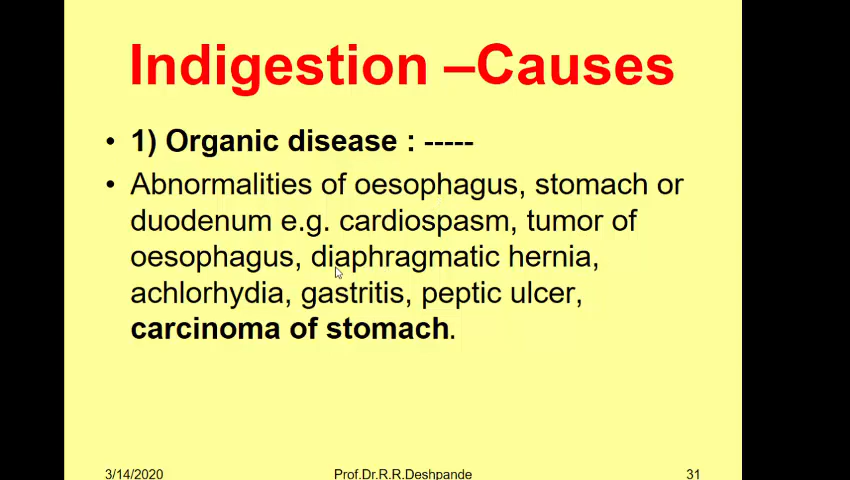 Indigestion –Causes
• 1) Organic disease : -----
• Abnormalities of oesophagus, stomach or
duodenum e.g. cardiospasm, tumor of
oesophagus, diaphragmatic hernia,
achlorhydia, gastritis, peptic ulcer,
carcinoma of stomach.
3/14/2020 Prof.Dr.R.R.Deshpande 31